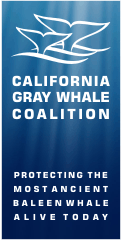 CALIFORNIA
GRAY WHALE
COALITION
PROTECTING THE
MOST ANCIENT
BALEEN WHALE
ALIVE TODAY